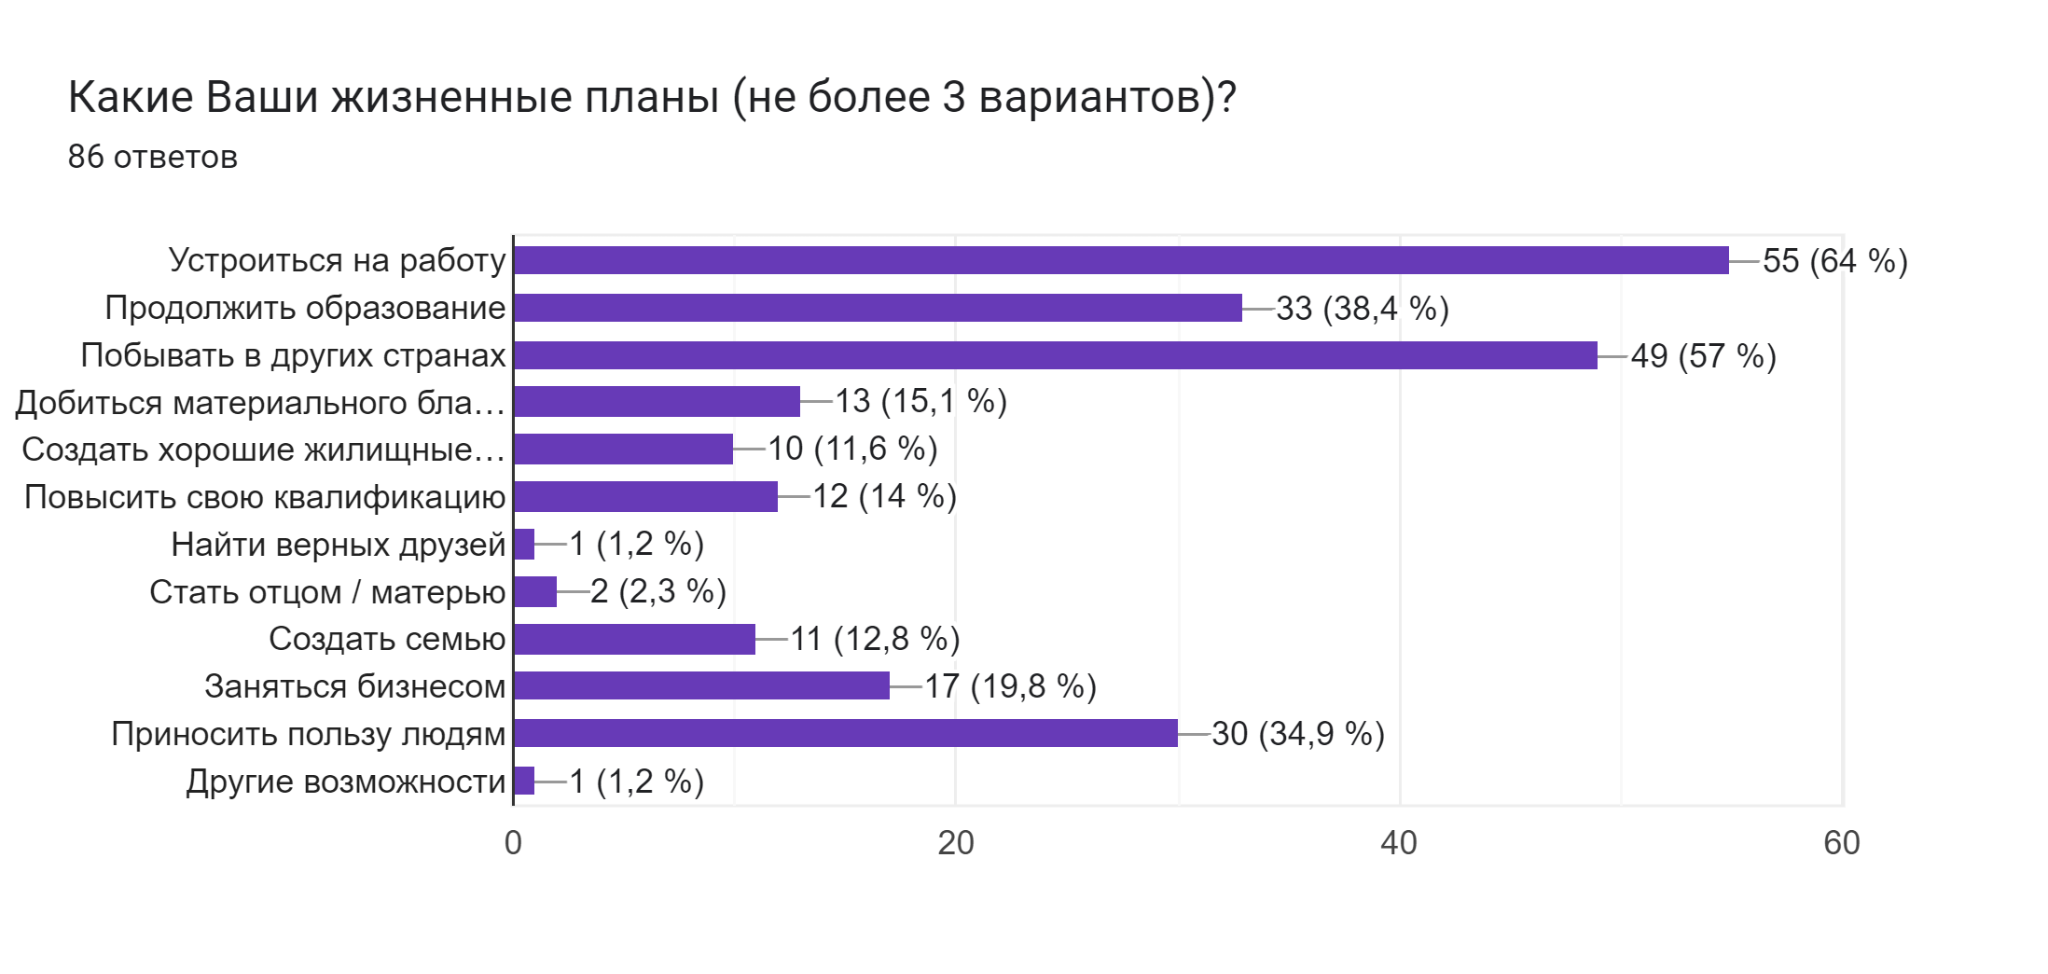 Какие Ваши жизненные планы (не более 3 вариантов)?
86 ответов
Устроиться на работу 55 (64 %)
Продолжить образование 33 (38,4 %)
Побывать в других странах 49 (57 %)
Добиться материального бла… 13 (15,1 %)
Создать хорошие жилищные… 10 (11,6 %)
Повысить свою квалификацию 12 (14 %)
Найти верных друзей 1 (1,2 %)
Стать отцом / матерью 2 (2,3 %)
Создать семью 11 (12,8 %)
Заняться бизнесом 17 (19,8 %)
Приносить пользу людям 30 (34,9 %)
Другие возможности 1 (1,2 %)
0 20 40 60